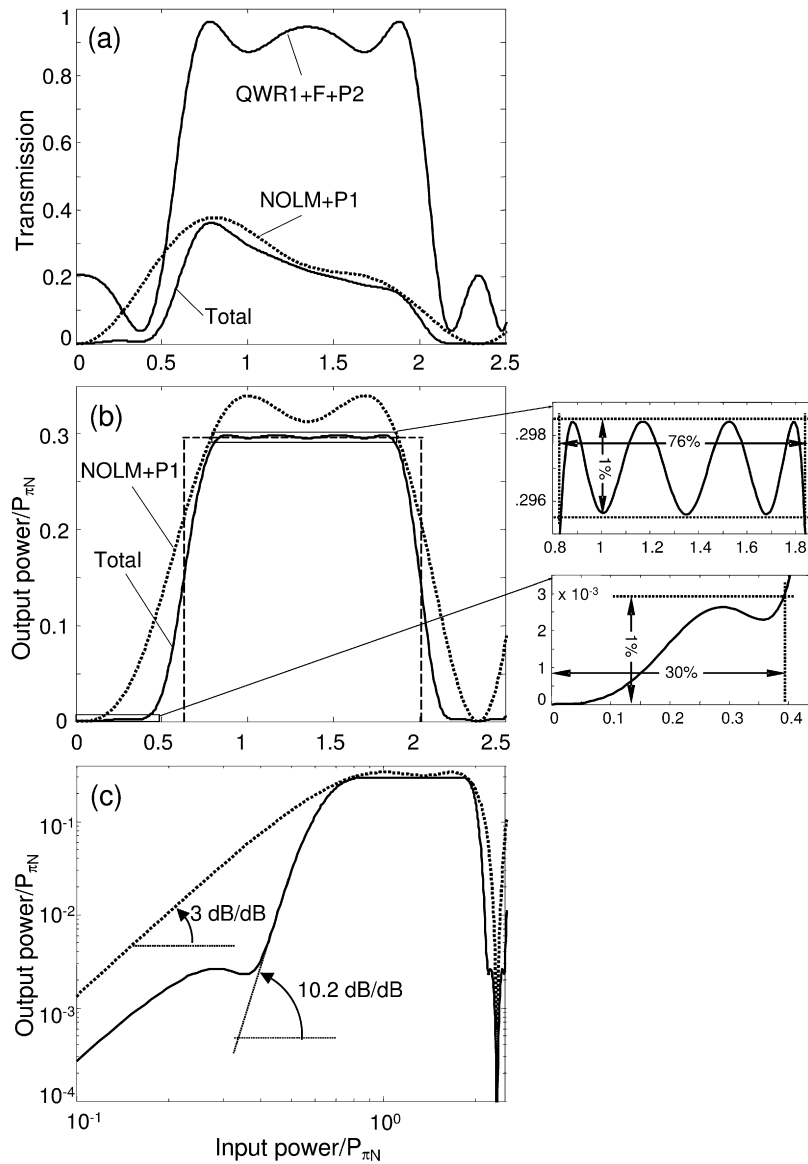 (a)
1
0.8
0.6
0.4
0.2
0
Transmission
QWR1+F+P2
NOLM+P1
Total
0 0.5 1 1.5 2 2.5
(b)
0.3
0.2
0.1
0
Output power/PπN
NOLM+P1
Total
0 0.5 1 1.5 2 2.5
.298
.296
76%
1%
0.8 1 1.2 1.4 1.6 1.8
3
2
1
0
x 10-3
1%
30%
0 0.1 0.2 0.3 0.4
(c)
10-1
10-2
10-3
10-4
Output power/PπN
3 dB/dB
10.2 dB/dB
10-1 100
Input power/PπN